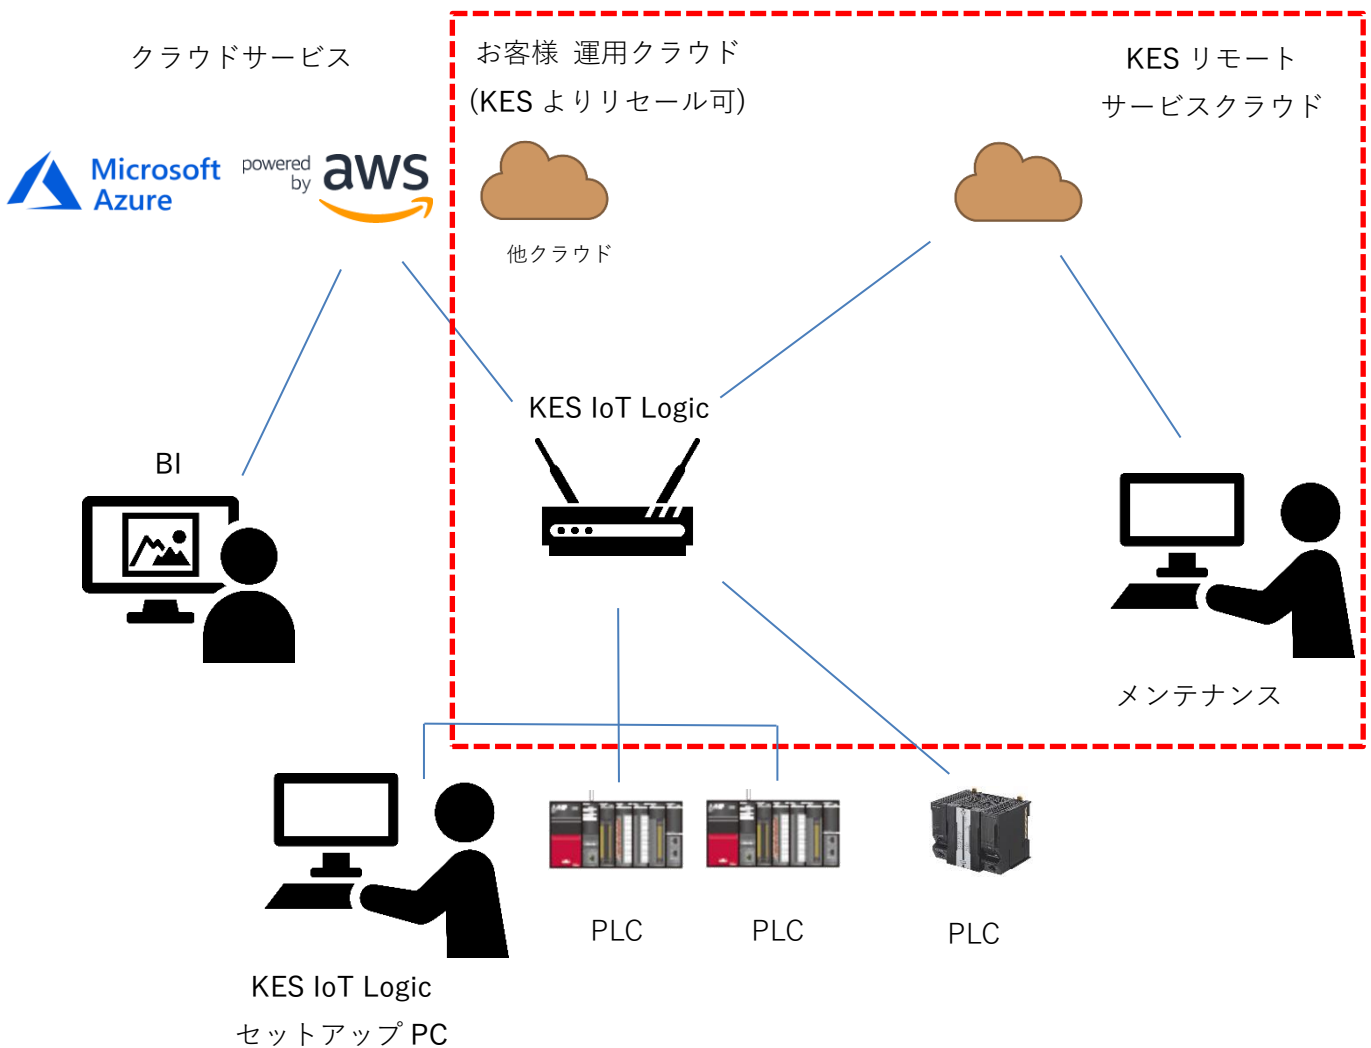 クラウドサービス
お客様 運用クラウド
(KES よりリセール可)
KES リモート
サービスクラウド
Microsoft
Azure
powered
by
aws
他クラウド
KES IoT Logic
BI
メンテナンス
PLC
PLC
PLC
KES IoT Logic
セットアップ PC